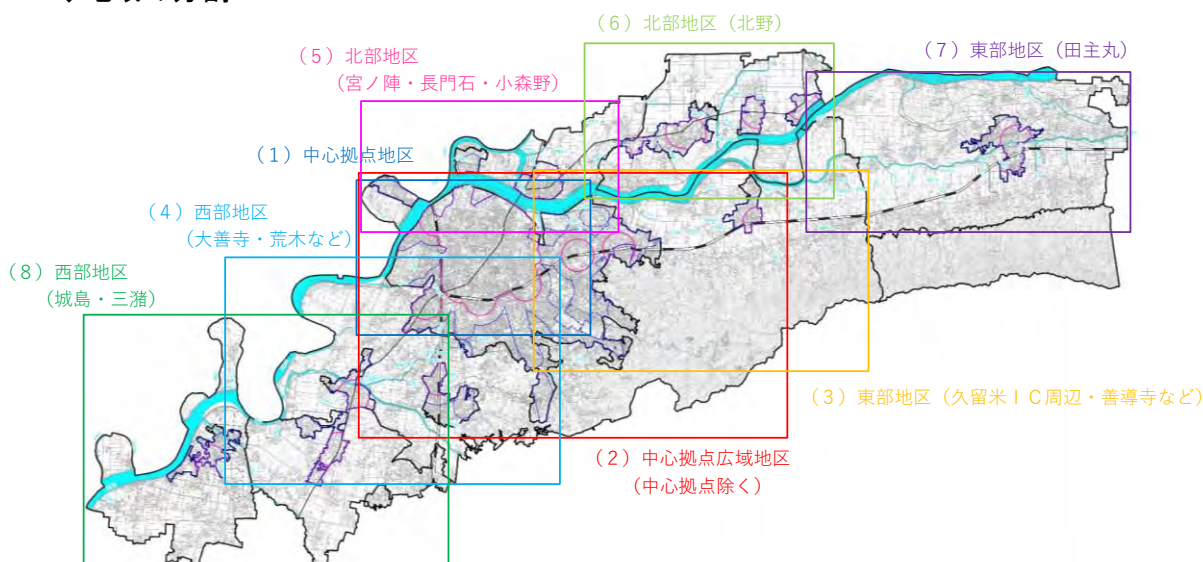 （６）北部地区（北野）
（５）北部地区
（宮ノ陣・長門石・小森野）
（７）東部地区（田主丸）
（１）中心拠点地区
（４）西部地区
（大善寺・荒木など）
（８）西部地区
（城島・三潴）
（３）東部地区（久留米ＩＣ周辺・善導寺など）
（２）中心拠点広域地区
（中心拠点除く）